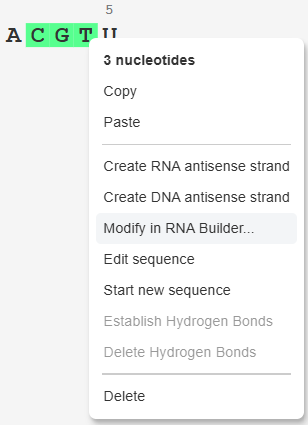 5
A C G T U
3 nucleotides
Copy
Paste
Create RNA antisense strand
Create DNA antisense strand
Modify in RNA Builder...
Edit sequence
Start new sequence
Establish Hydrogen Bonds
Delete Hydrogen Bonds
Delete